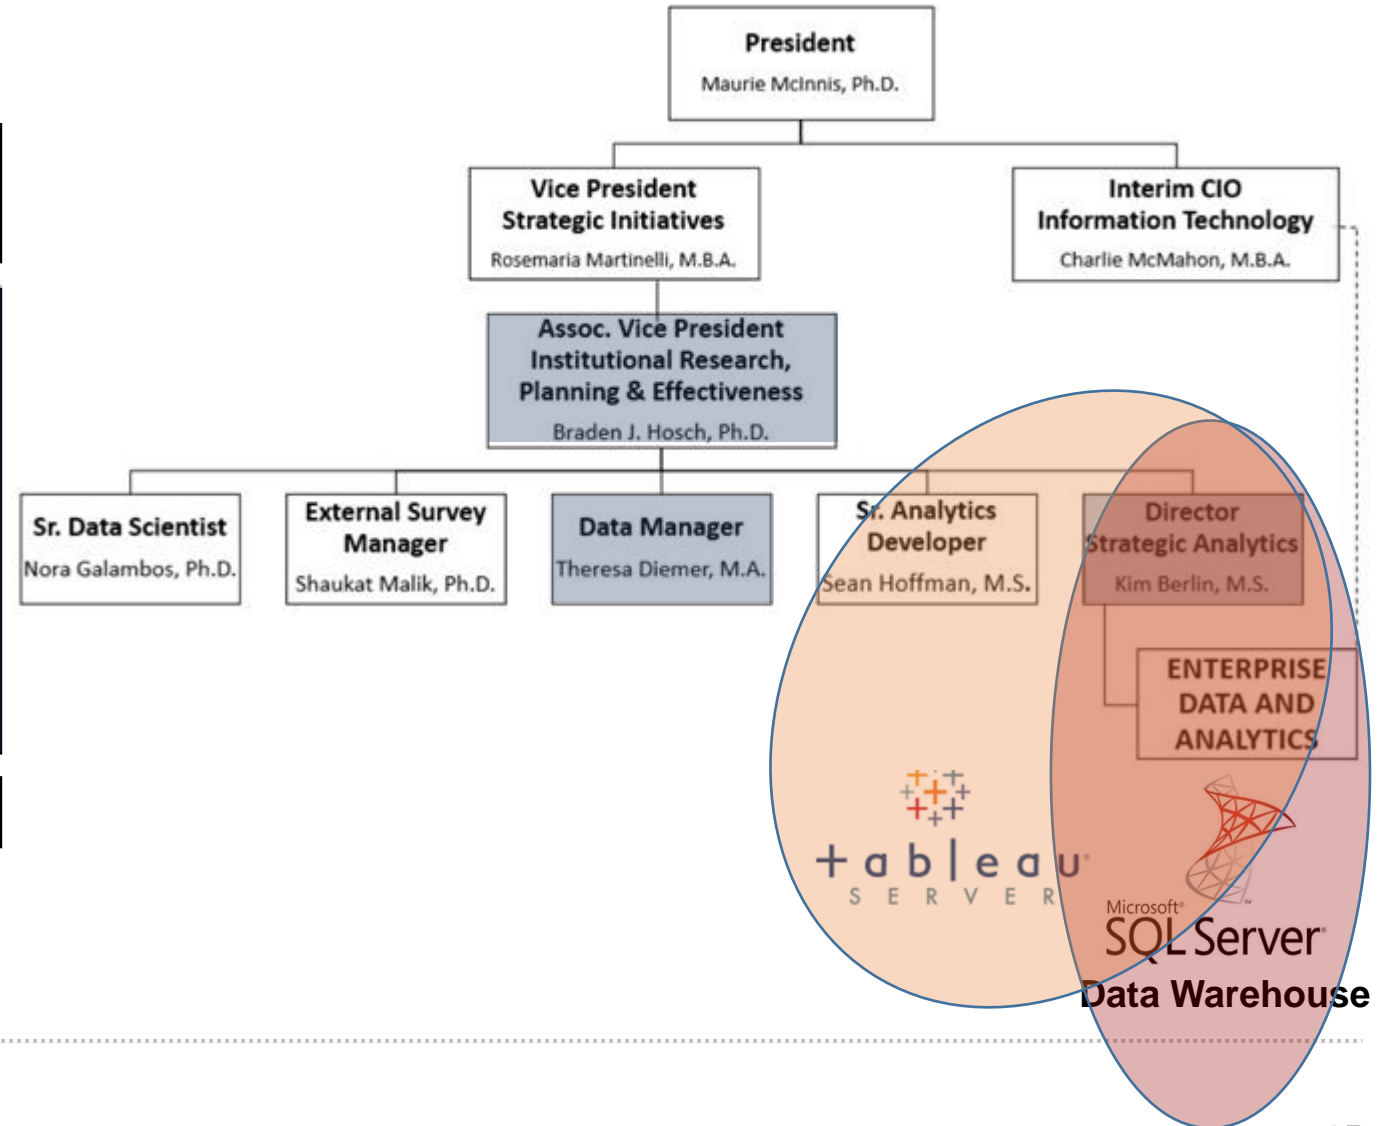 President
Maurie McInnis, Ph.D.
Vice President
Strategic Initiatives
Rosemaria Martinelli, M.B.A.
Interim CIO
Information Technology
Charlie McMahon, M.B.A.
Assoc. Vice President
Institutional Research,
Planning & Effectiveness
Braden J. Hosch, Ph.D.
Sr. Data Scientist
Nora Galambos, Ph.D.
External Survey
Manager
Shaukat Malik, Ph.D.
Data Manager
Theresa Diemer, M.A.
Sr. Analytics
Developer
Sean Hoffman, M.S.
Director
Strategic Analytics
Kim Berlin, M.S.
ENTERPRISE
DATA AND
ANALYTICS
+ableau
SERVER
Microsoft®
SQL Server®
Data Warehouse